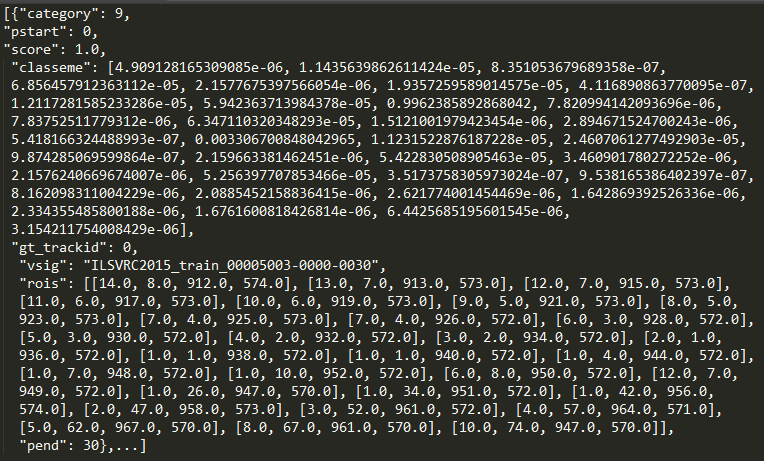 [{"category": 9,
"pstart": 0,
"score": 1.0,
"classeme": [4.909128165309085e-06, 1.1435639862611424e-05, 8.351053679689358e-07,
6.856457912363112e-05, 2.1577675397566054e-06, 1.9357259589014575e-05, 4.116890863770095e-07,
1.2117281585233286e-05, 5.942363713984378e-05, 0.9962385892868042, 7.820994142093696e-06,
7.83752511779312e-06, 6.347110320348293e-05, 1.5121001979423454e-06, 2.894671524700243e-06,
5.418166324488993e-07, 0.003306700848042965, 1.1231522876187228e-05, 2.4607061277492903e-05,
9.874285069599864e-07, 2.159663381462451e-06, 5.422830508905463e-05, 3.460901780272252e-06,
2.1576240669674007e-06, 5.256397707853466e-05, 3.5173758305973024e-07, 9.538165386402397e-07,
8.162098311004229e-06, 2.0885452158836415e-06, 2.621774001454469e-06, 1.642869392526336e-06,
2.334355485800188e-06, 1.6761600818426814e-06, 6.4425685195601545e-06,
3.154211754008429e-06],
"gt_trackid": 0,
"vsig": "ILSVRC2015_train_00005003-0000-0030",
"rois": [[14.0, 8.0, 912.0, 574.0], [13.0, 7.0, 913.0, 573.0], [12.0, 7.0, 915.0, 573.0],
[11.0, 6.0, 917.0, 573.0], [10.0, 6.0, 919.0, 573.0], [9.0, 5.0, 921.0, 573.0], [8.0, 5.0,
923.0, 573.0], [7.0, 4.0, 925.0, 573.0], [7.0, 4.0, 926.0, 572.0], [6.0, 3.0, 928.0, 572.0],
[5.0, 3.0, 930.0, 572.0], [4.0, 2.0, 932.0, 572.0], [3.0, 2.0, 934.0, 572.0], [2.0, 1.0,
936.0, 572.0], [1.0, 1.0, 938.0, 572.0], [1.0, 1.0, 940.0, 572.0], [1.0, 4.0, 944.0, 572.0],
[1.0, 7.0, 948.0, 572.0], [1.0, 10.0, 952.0, 572.0], [6.0, 8.0, 950.0, 572.0], [12.0, 7.0,
949.0, 572.0], [1.0, 26.0, 947.0, 570.0], [1.0, 34.0, 951.0, 572.0], [1.0, 42.0, 956.0,
574.0], [2.0, 47.0, 958.0, 573.0], [3.0, 52.0, 961.0, 572.0], [4.0, 57.0, 964.0, 571.0],
[5.0, 62.0, 967.0, 570.0], [8.0, 67.0, 961.0, 570.0], [10.0, 74.0, 947.0, 570.0]],
"pend": 30},...]